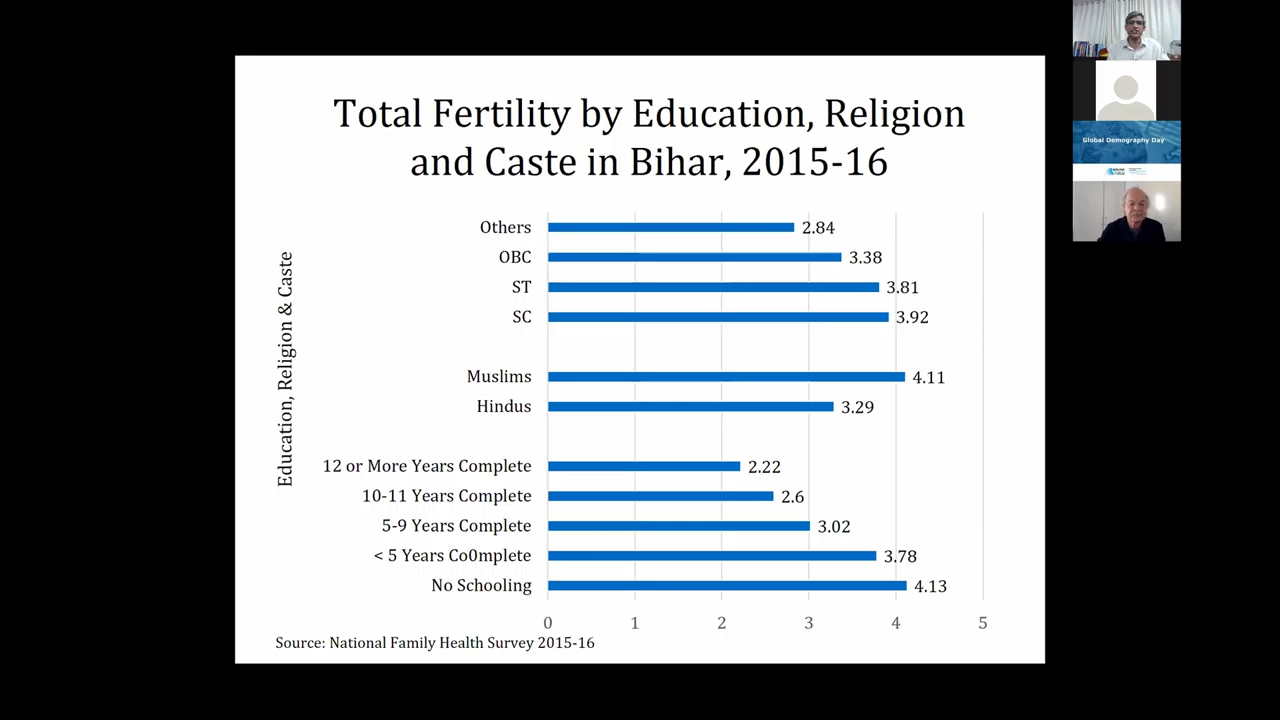 Total Fertility by Education, Religion
and Caste in Bihar, 2015-16
Education, Religion & Caste
Others 2.84
OBC 3.38
ST 3.81
SC 3.92
Muslims 4.11
Hindus 3.29
12 or More Years Complete 2.22
10-11 Years Complete 2.6
5-9 Years Complete 3.02
< 5 Years Co0mplete 3.78
No Schooling 4.13
0 1 2 3 4 5
Source: National Family Health Survey 2015-16
Global Demography Day